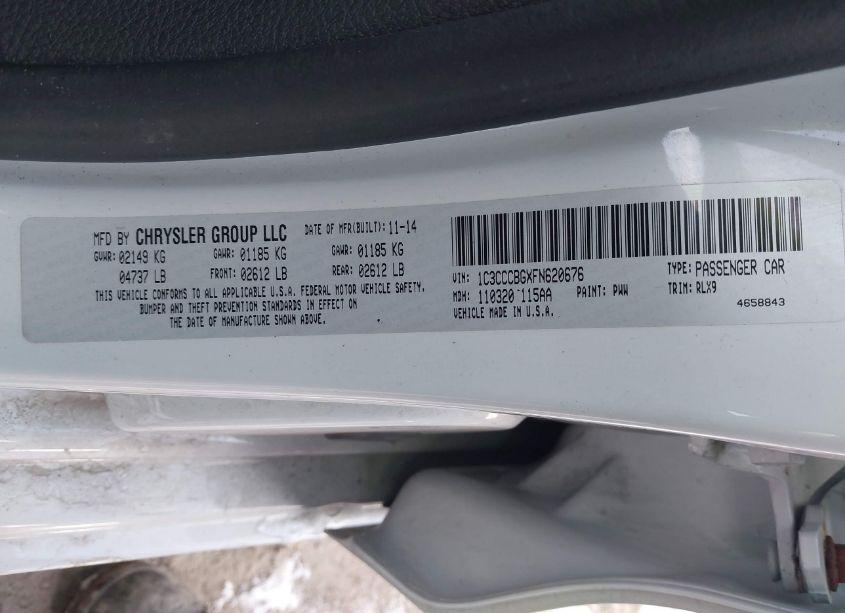 MFD BY CHRYSLER GROUP LLC DATE OF MFR(BUILT): 11-14
GVWR: 02149 KG GAWR: 01185 KG GAWR: 01185 KG
04737 LB FRONT: 02612 LB REAR: 02612 LB
THIS VEHICLE CONFORMS TO ALL APPLICABLE U.S.A. FEDERAL MOTOR VEHICLE SAFETY,
BUMPER AND THEFT PREVENTION STANDARDS IN EFFECT ON
THE DATE OF MANUFACTURE SHOWN ABOVE.
VIN: 1C3CCCBGXFN620676 TYPE: PASSENGER CAR
MDH: 110320 115AA PAINT: PWW TRIM: RLX9
VEHICLE MADE IN U.S.A. 4658843